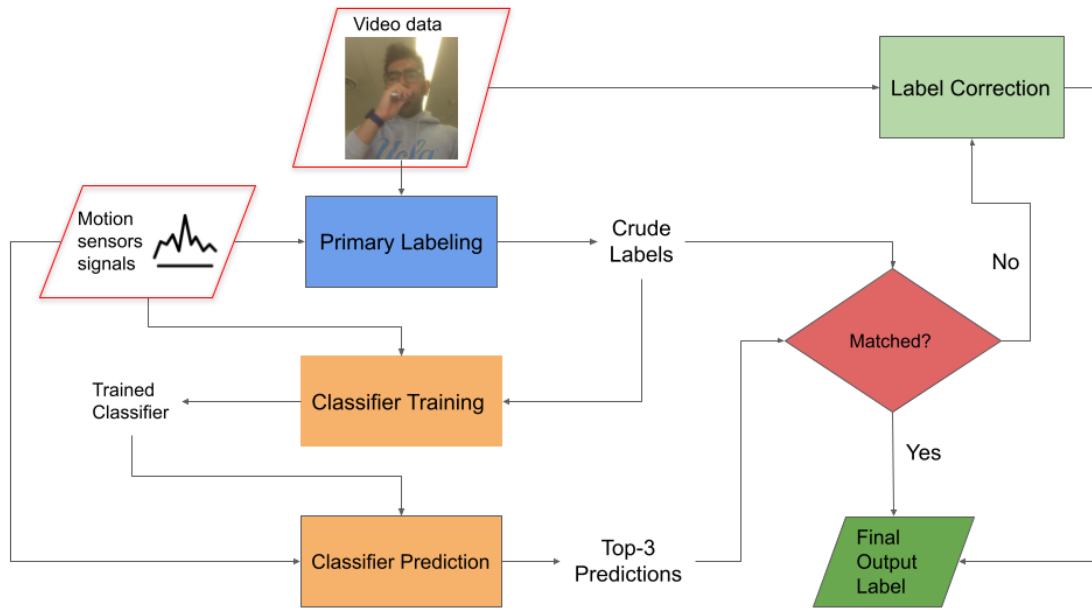 Video data
Label Correction
Motion
sensors
signals
Primary Labeling
Crude
Labels
No
Matched?
Trained
Classifier
Classifier Training
Yes
Classifier Prediction
Top-3
Predictions
Final
Output
Label